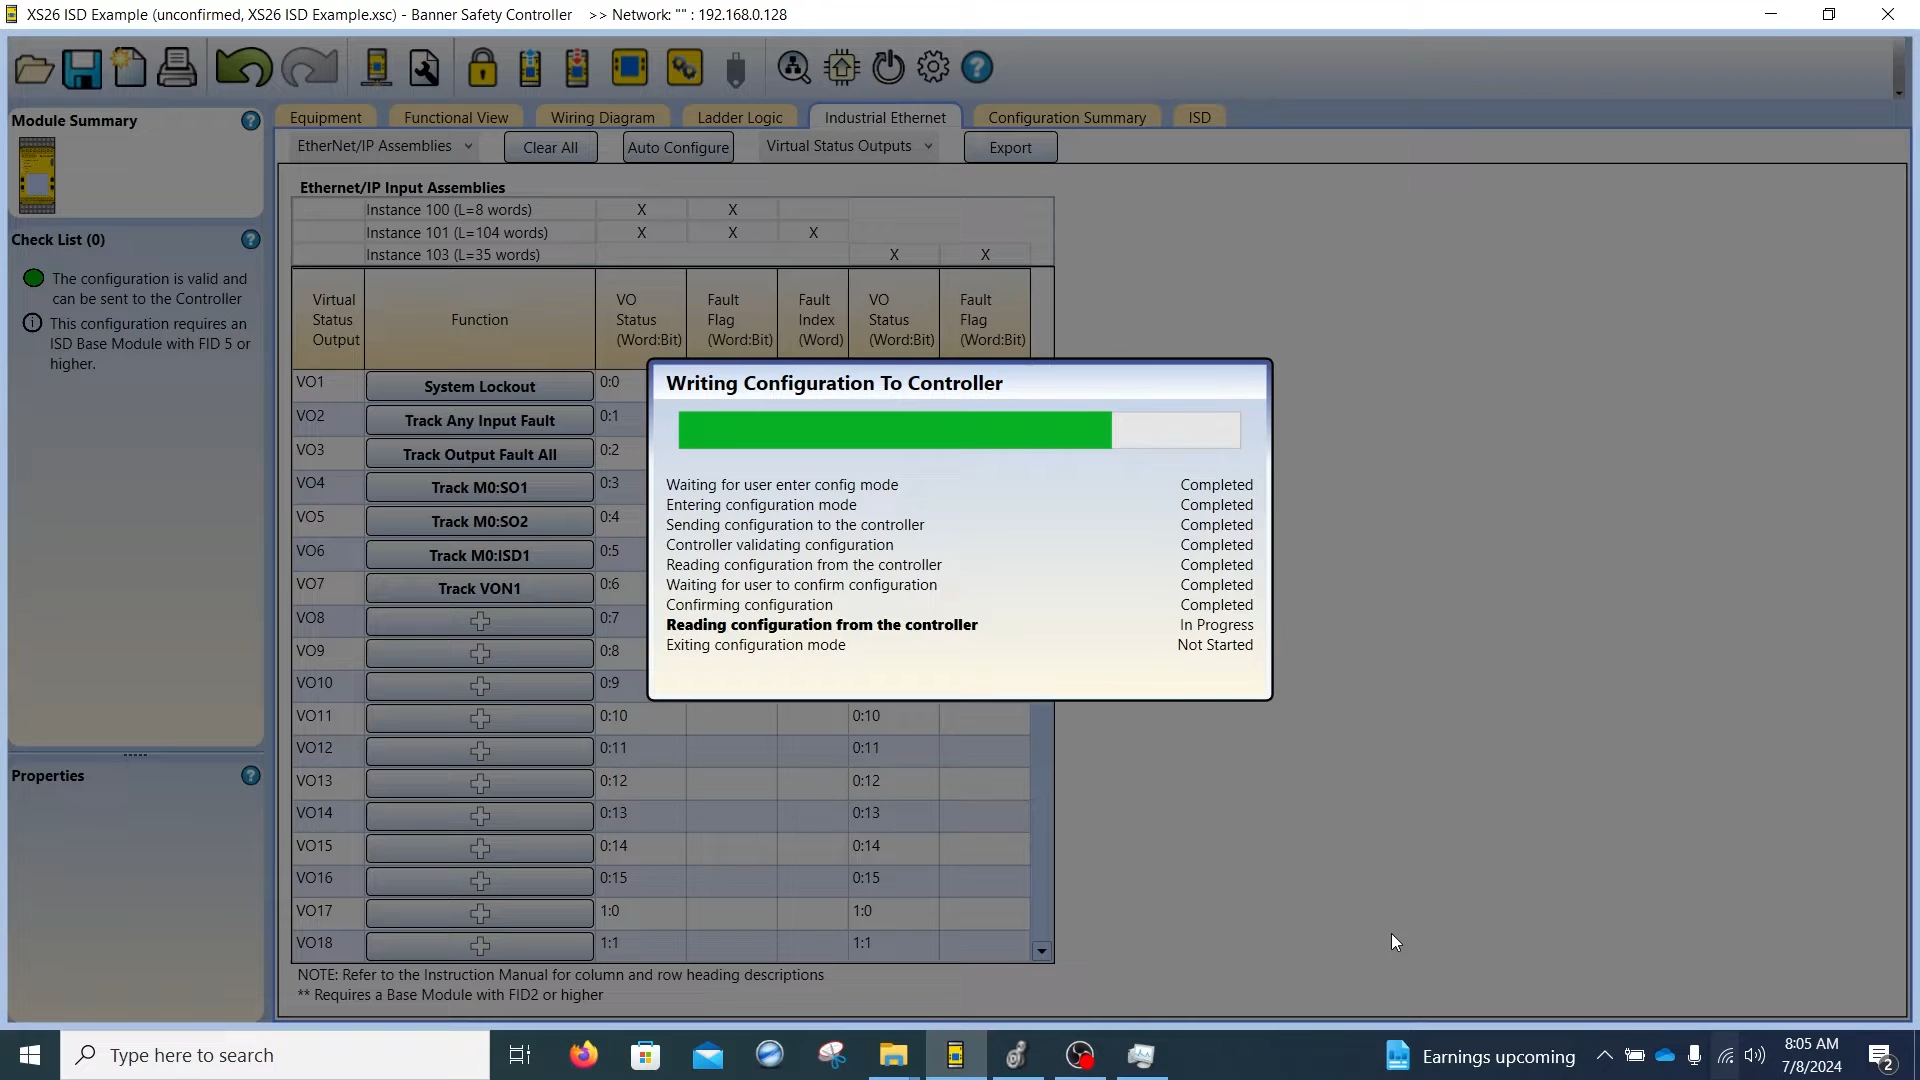 XS26 ISD Example (unconfirmed, XS26 ISD Example.xsc) - Banner Safety Controller >> Network: "" : 192.168.0.128
Module Summary
Equipment Functional View Wiring Diagram Ladder Logic Industrial Ethernet Configuration Summary ISD
EtherNet/IP Assemblies Clear All Auto Configure Virtual Status Outputs Export
Check List (0)
The configuration is valid and
can be sent to the Controller
This configuration requires an
ISD Base Module with FID 5 or
higher.
Properties
Ethernet/IP Input Assemblies
Instance 100 (L=8 words) X X
Instance 101 (L=104 words) X X X
Instance 103 (L=35 words) X X
Virtual
Status
Output
Function
VO
Status
(Word:Bit)
Fault
Flag
(Word:Bit)
Fault
Index
(Word)
VO
Status
(Word:Bit)
Fault
Flag
(Word:Bit)
VO1 System Lockout 0:0
VO2 Track Any Input Fault 0:1
VO3 Track Output Fault All 0:2
VO4 Track M0:SO1 0:3
VO5 Track M0:SO2 0:4
VO6 Track M0:ISD1 0:5
VO7 Track VON1 0:6
VO8 0:7
VO9 0:8
VO10 0:9
VO11 0:10 0:10
VO12 0:11 0:11
VO13 0:12 0:12
VO14 0:13 0:13
VO15 0:14 0:14
VO16 0:15 0:15
VO17 1:0 1:0
VO18 1:1 1:1
NOTE: Refer to the Instruction Manual for column and row heading descriptions
** Requires a Base Module with FID2 or higher
Writing Configuration To Controller
Waiting for user enter config mode Completed
Entering configuration mode Completed
Sending configuration to the controller Completed
Controller validating configuration Completed
Reading configuration from the controller Completed
Waiting for user to confirm configuration Completed
Confirming configuration Completed
Reading configuration from the controller In Progress
Exiting configuration mode Not Started
Type here to search
Earnings upcoming
8:05 AM
7/8/2024
2